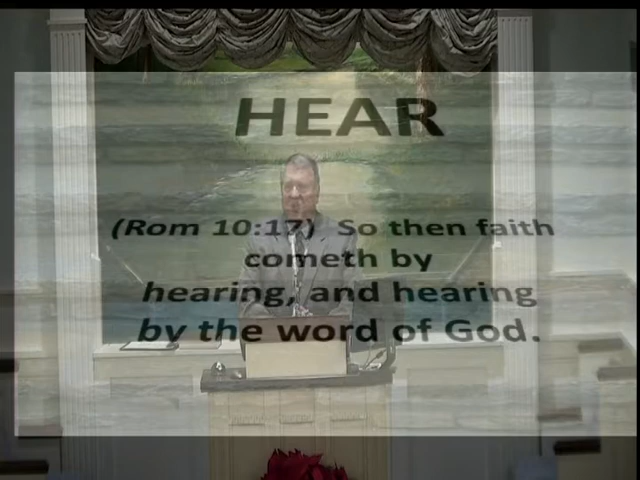 HEAR
(Rom 10:17) So then faith
cometh by
hearing, and hearing
by the word of God.